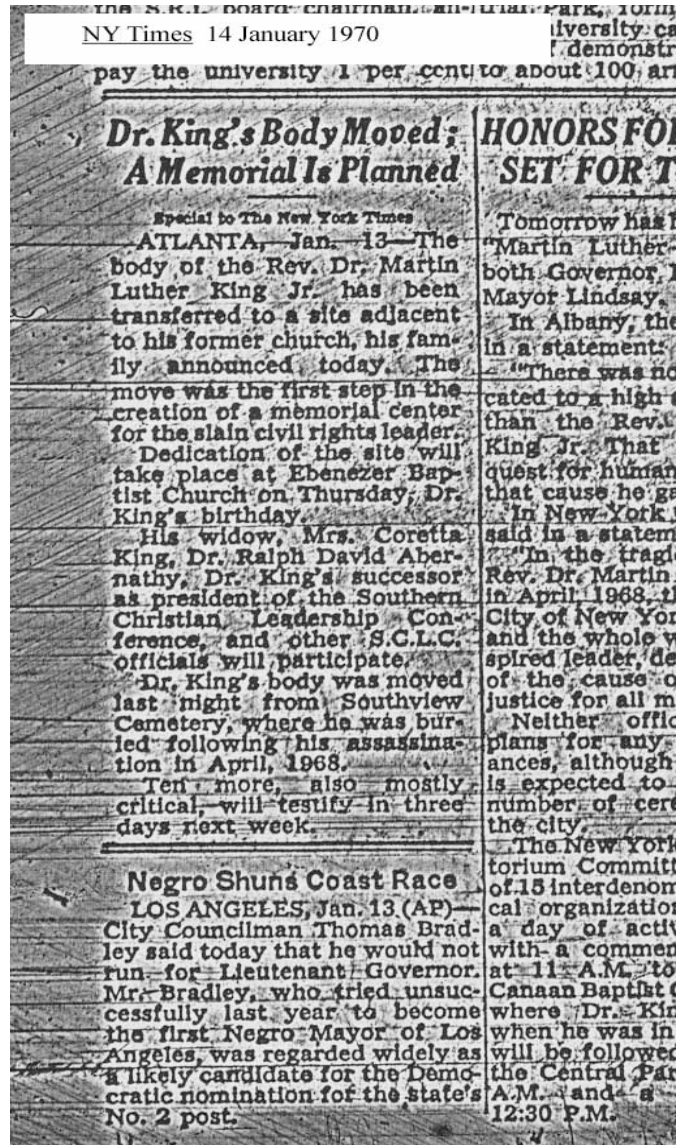 the S.R.I. board chairman, an-
NY Times 14 January 1970
pay the university 1 per cent
trial Park, form
iversity ca
demonstr
to about 100 ar
Dr. King's Body Moved;
A Memorial Is Planned
Special to The New York Times
ATLANTA, Jan. 13—The
body of the Rev. Dr. Martin
Luther King Jr. has been
transferred to a site adjacent
to his former church, his fam-
ily announced today. The
move was the first step in the
creation of a memorial center
for the slain civil rights leader.
Dedication of the site will
take place at Ebenezer Bap-
tist Church on Thursday, Dr.
King's birthday.
His widow, Mrs. Coretta
King, Dr. Ralph David Aber-
nathy, Dr. King's successor
as president of the Southern
Christian Leadership Con-
ference, and other S.C.L.C.
officials will participate.
Dr. King's body was moved
last night from Southview
Cemetery, where he was bur-
ied following his assassina-
tion in April, 1968.
Ten more, also mostly
critical, will testify in three
days next week.
Negro Shuns Coast Race
LOS ANGELES, Jan. 13 (AP)—
City Councilman Thomas Brad-
ley said today that he would not
run for Lieutenant Governor.
Mr. Bradley, who tried unsuc-
cessfully last year to become
the first Negro Mayor of Los
Angeles, was regarded widely as
a likely candidate for the Demo-
cratic nomination for the state's
No. 2 post.
HONORS FO
SET FOR T
Tomorrow has
"Martin Luther
both Governor
Mayor Lindsay.
In Albany, the
in a statement:
"There was no
cated to a high
than the Rev.
King Jr. That
quest for human
that cause he ga
In New York
said in a statem
"In the tragi
Rev. Dr. Martin
in April, 1968, th
City of New Yor
and the whole w
spired leader, de
of the cause o
justice for all m
Neither offic
plans for any
ances, although
is expected to
number of cere
the city.
The New York
torium Committ
of 15 interdenom
cal organization
a day of activ
with a commen
at 11 A.M. to
Canaan Baptist C
where Dr. Kin
when he was in
will be followed
the Central Par
A.M. and a
12:30 P.M.